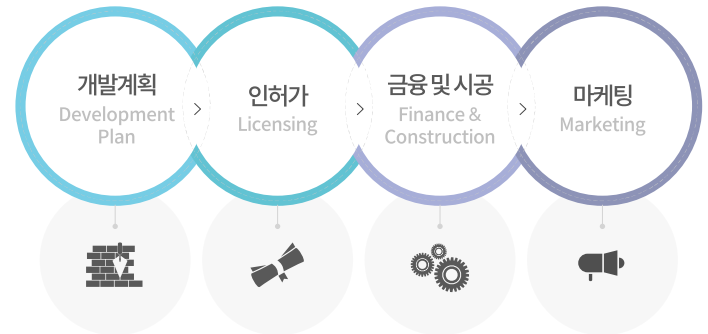 개발계획
Development
Plan
인허가
Licensing
금융 및 시공
Finance &
Construction
마케팅
Marketing